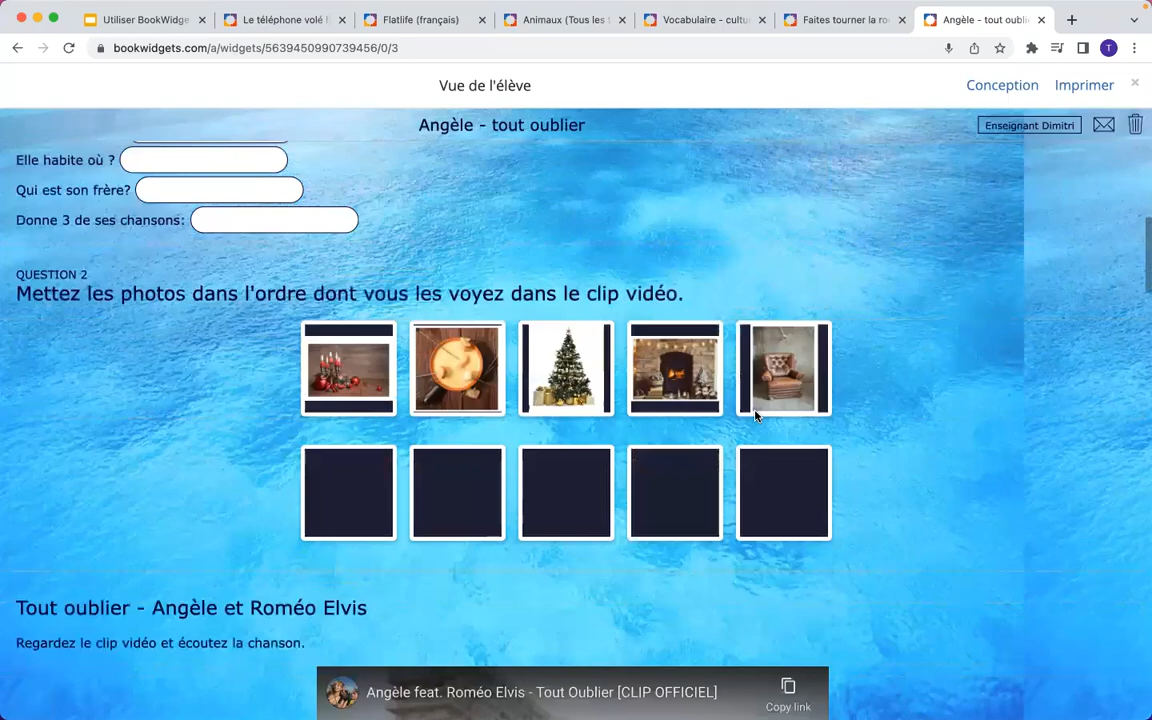 Utiliser BookWidge
Le téléphone volé !
Flatlife (français)
Animaux (Tous les
Vocabulaire - cultu
Faites tourner la ro
Angèle - tout oubli
bookwidgets.com/a/widgets/5639450990739456/0/3
T
Vue de l'élève
Conception
Imprimer
Angèle - tout oublier
Enseignant Dimitri
Elle habite où ?
Qui est son frère?
Donne 3 de ses chansons:
QUESTION 2
Mettez les photos dans l'ordre dont vous les voyez dans le clip vidéo.
Tout oublier - Angèle et Roméo Elvis
Regardez le clip vidéo et écoutez la chanson.
Angèle feat. Roméo Elvis - Tout Oublier [CLIP OFFICIEL]
Copy link